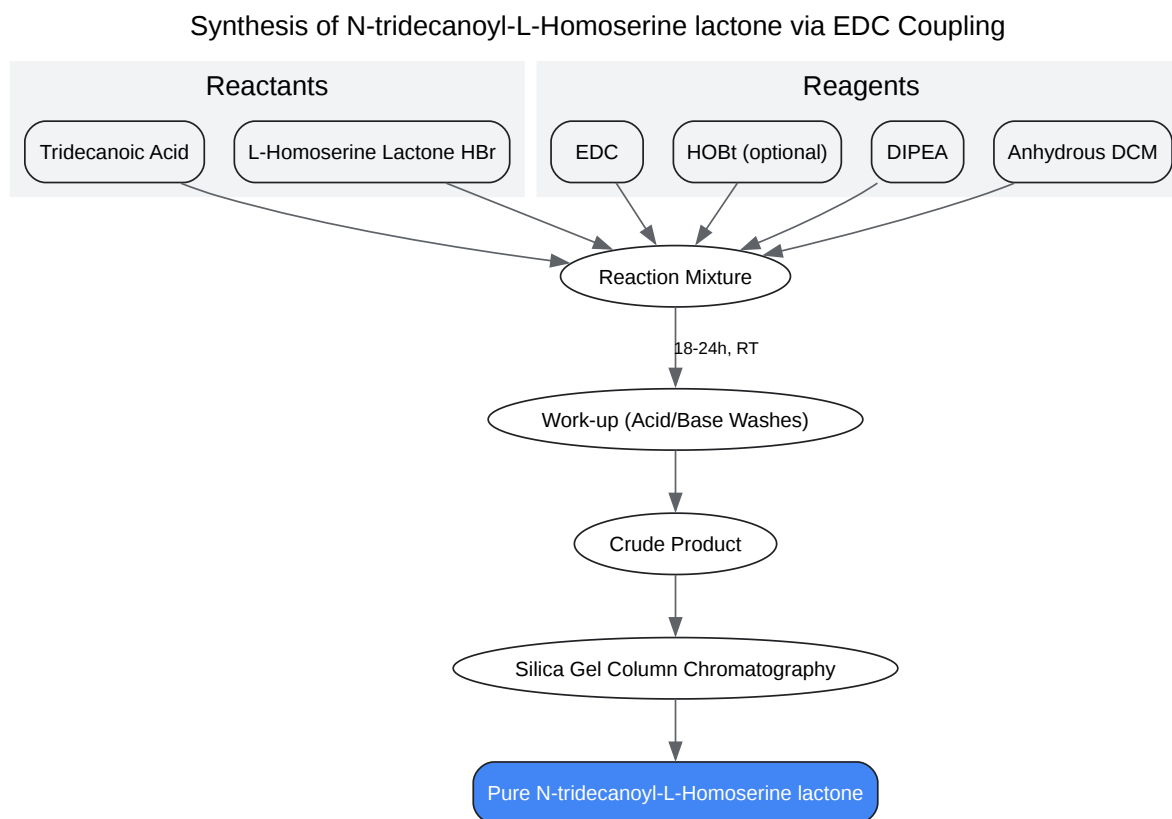 Synthesis of N-tridecanoyl-L-Homoserine lactone via EDC Coupling
Reactants
Reagents
Tridecanoic Acid
L-Homoserine Lactone HBr
EDC
HOBt (optional)
DIPEA
Anhydrous DCM
Reaction Mixture
18-24h, RT
Work-up (Acid/Base Washes)
Crude Product
Silica Gel Column Chromatography
Pure N-tridecanoyl-L-Homoserine lactone